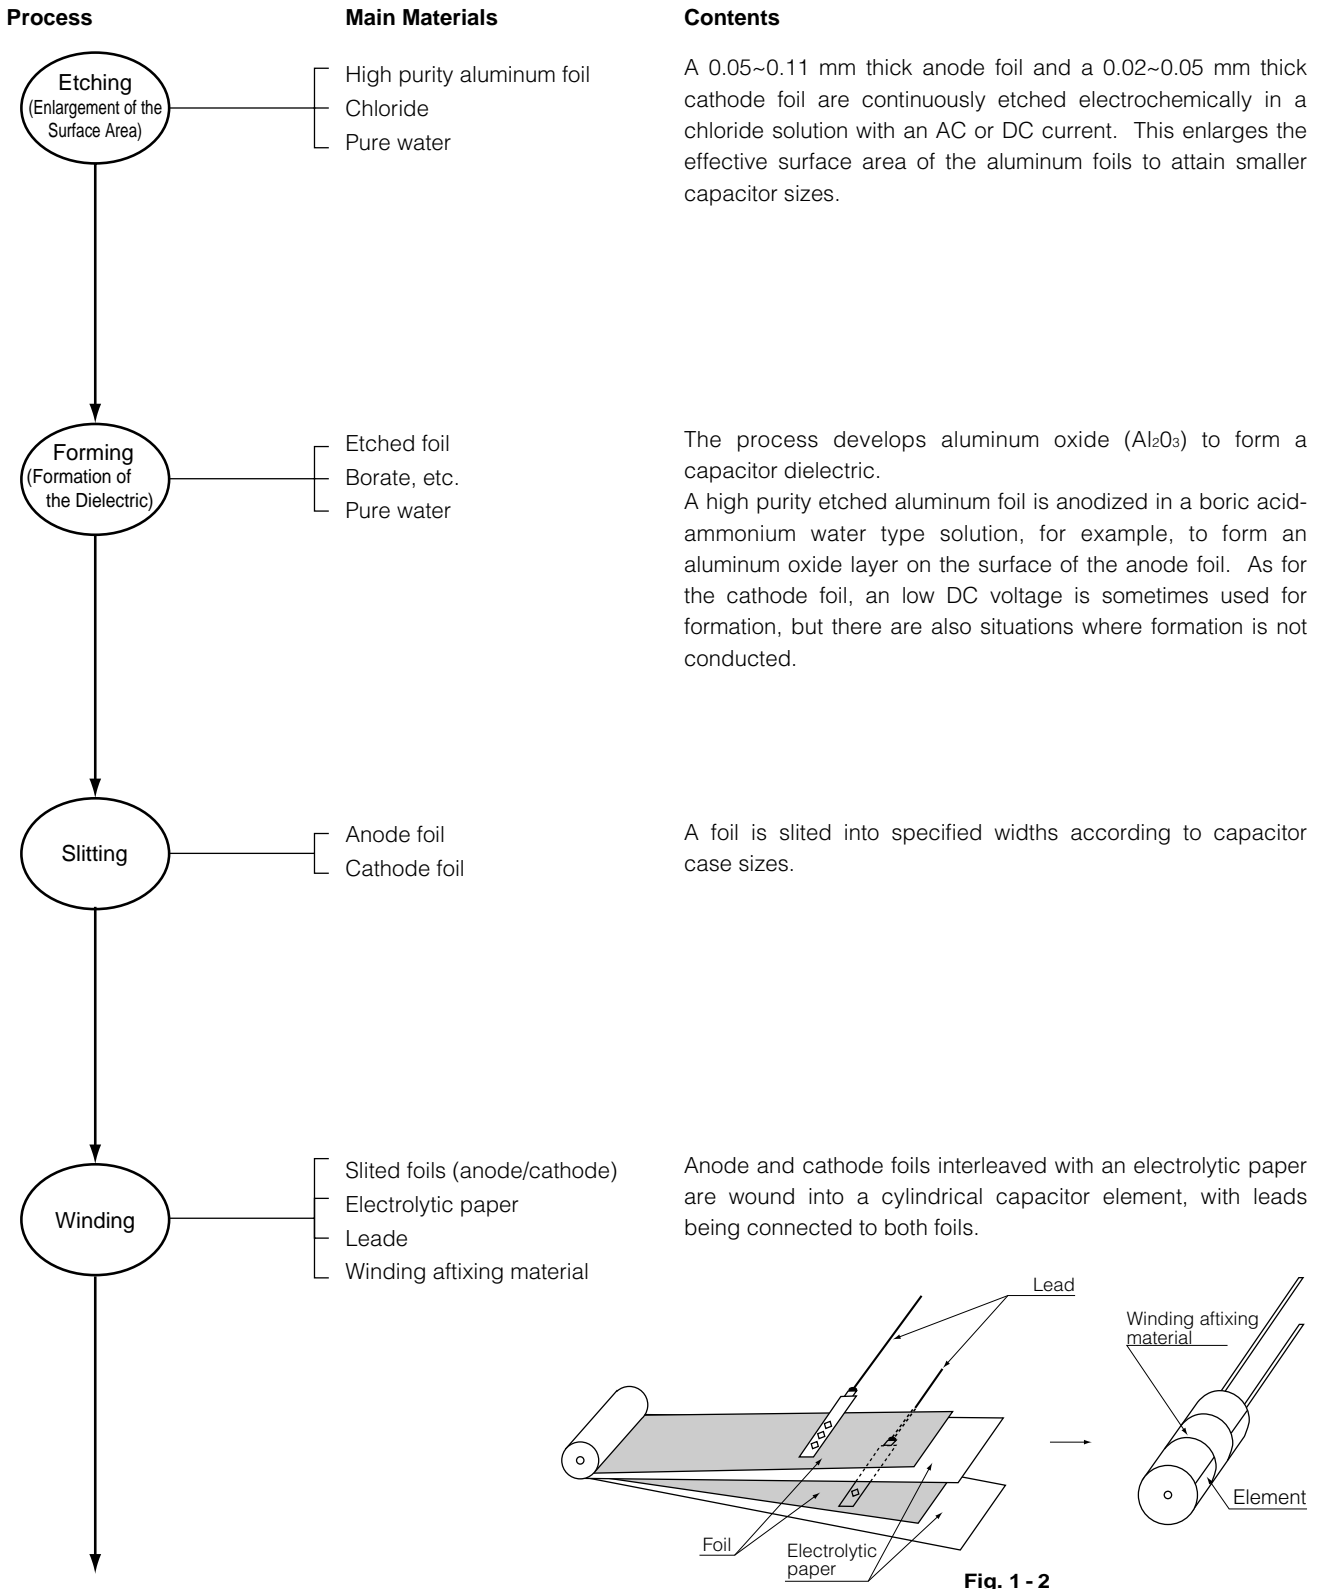 Process Main Materials Contents
Etching
(Enlargement of the
Surface Area)
High purity aluminum foil
Chloride
Pure water
A 0.05~0.11 mm thick anode foil and a 0.02~0.05 mm thick
cathode foil are continuously etched electrochemically in a
chloride solution with an AC or DC current. This enlarges the
effective surface area of the aluminum foils to attain smaller
capacitor sizes.
Forming
(Formation of
the Dielectric)
Etched foil
Borate, etc.
Pure water
The process develops aluminum oxide (Al₂0₃) to form a
capacitor dielectric.
A high purity etched aluminum foil is anodized in a boric acid-
ammonium water type solution, for example, to form an
aluminum oxide layer on the surface of the anode foil. As for
the cathode foil, an low DC voltage is sometimes used for
formation, but there are also situations where formation is not
conducted.
Slitting
Anode foil
Cathode foil
A foil is slited into specified widths according to capacitor
case sizes.
Winding
Slited foils (anode/cathode)
Electrolytic paper
Leade
Winding aftixing material
Anode and cathode foils interleaved with an electrolytic paper
are wound into a cylindrical capacitor element, with leads
being connected to both foils.
Lead
Winding aftixing
material
Element
Foil
Electrolytic
paper
Fig. 1 - 2